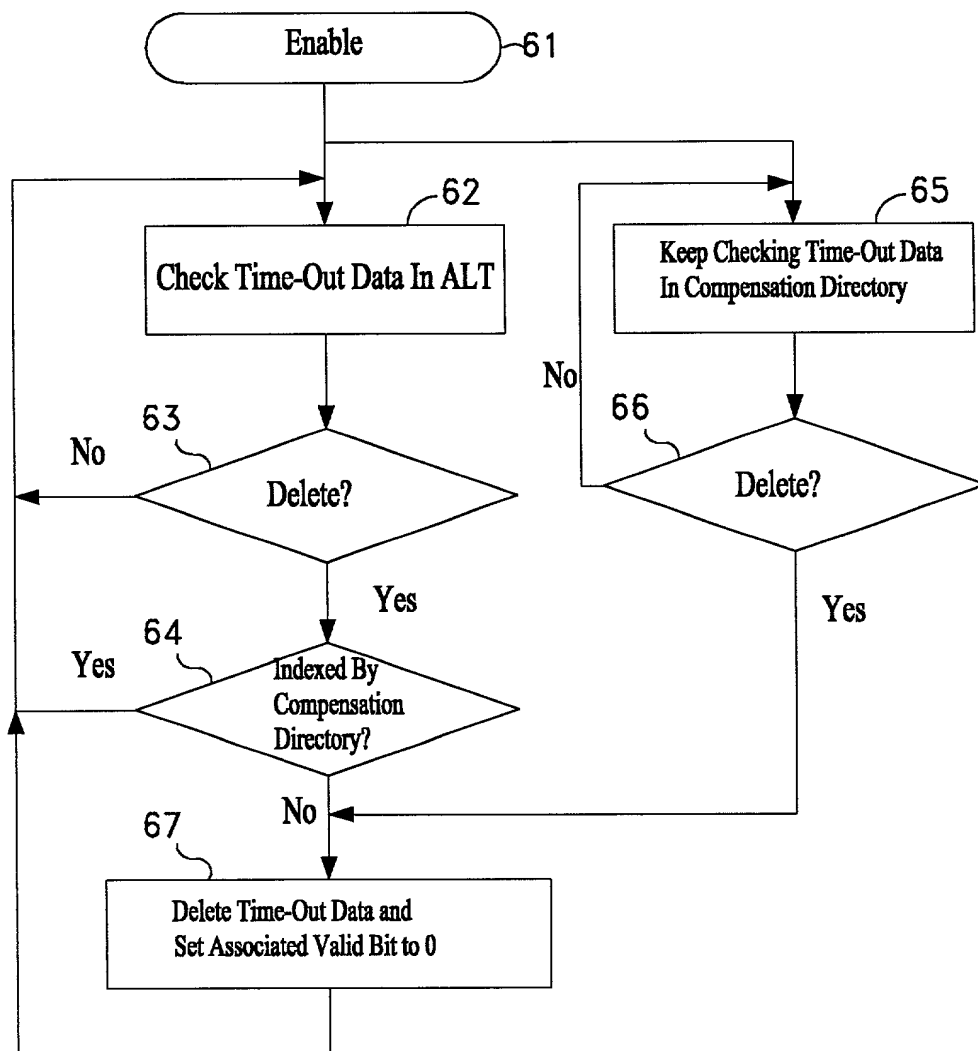 Enable
61
62
Check Time-Out Data In ALT
65
Keep Checking Time-Out Data
In Compensation Directory
No
63
No
Delete?
Yes
66
Delete?
Yes
64
Yes
Indexed By
Compensation
Directory?
No
67
Delete Time-Out Data and
Set Associated Valid Bit to 0